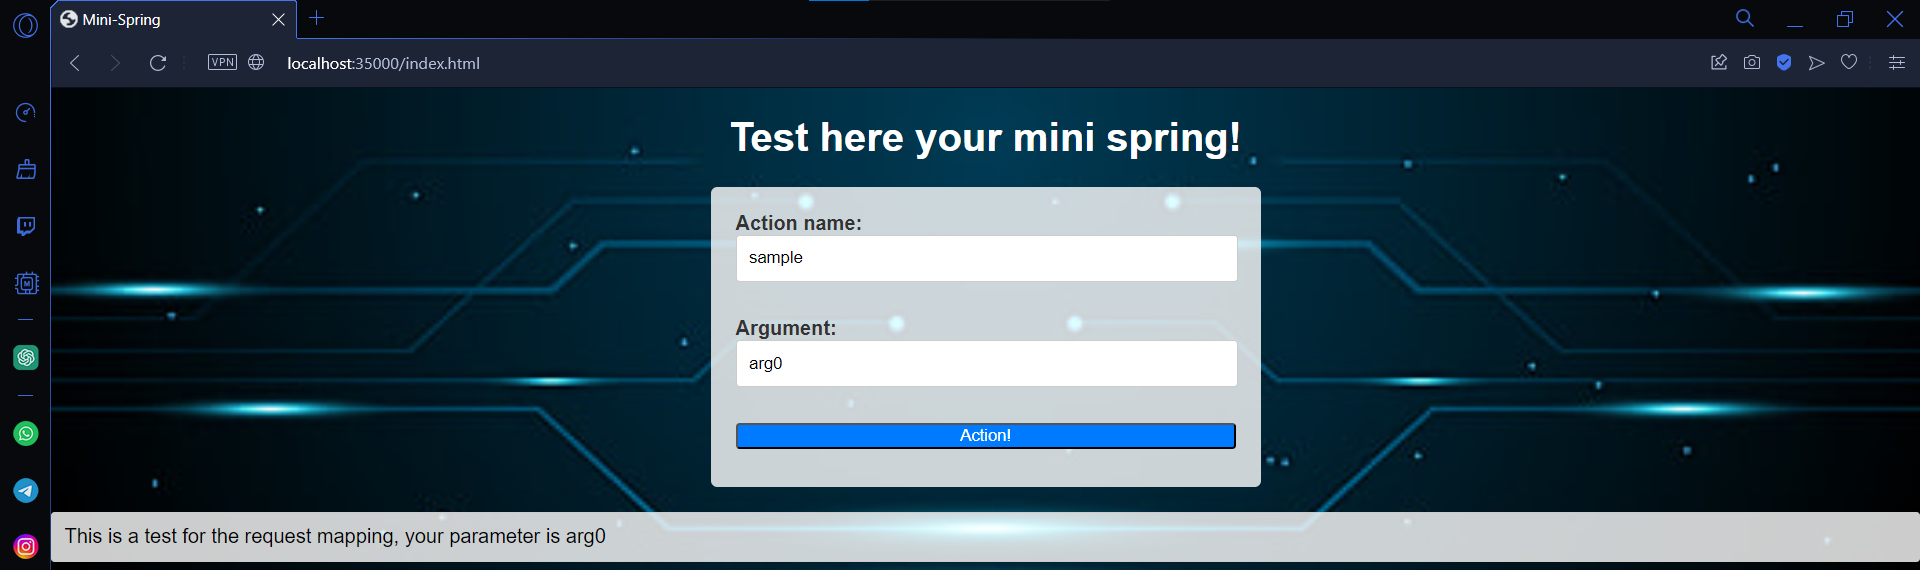 Mini-Spring
VPN
localhost:35000/index.html
Test here your mini spring!
Action name:
sample
Argument:
arg0
Action!
This is a test for the request mapping, your parameter is arg0